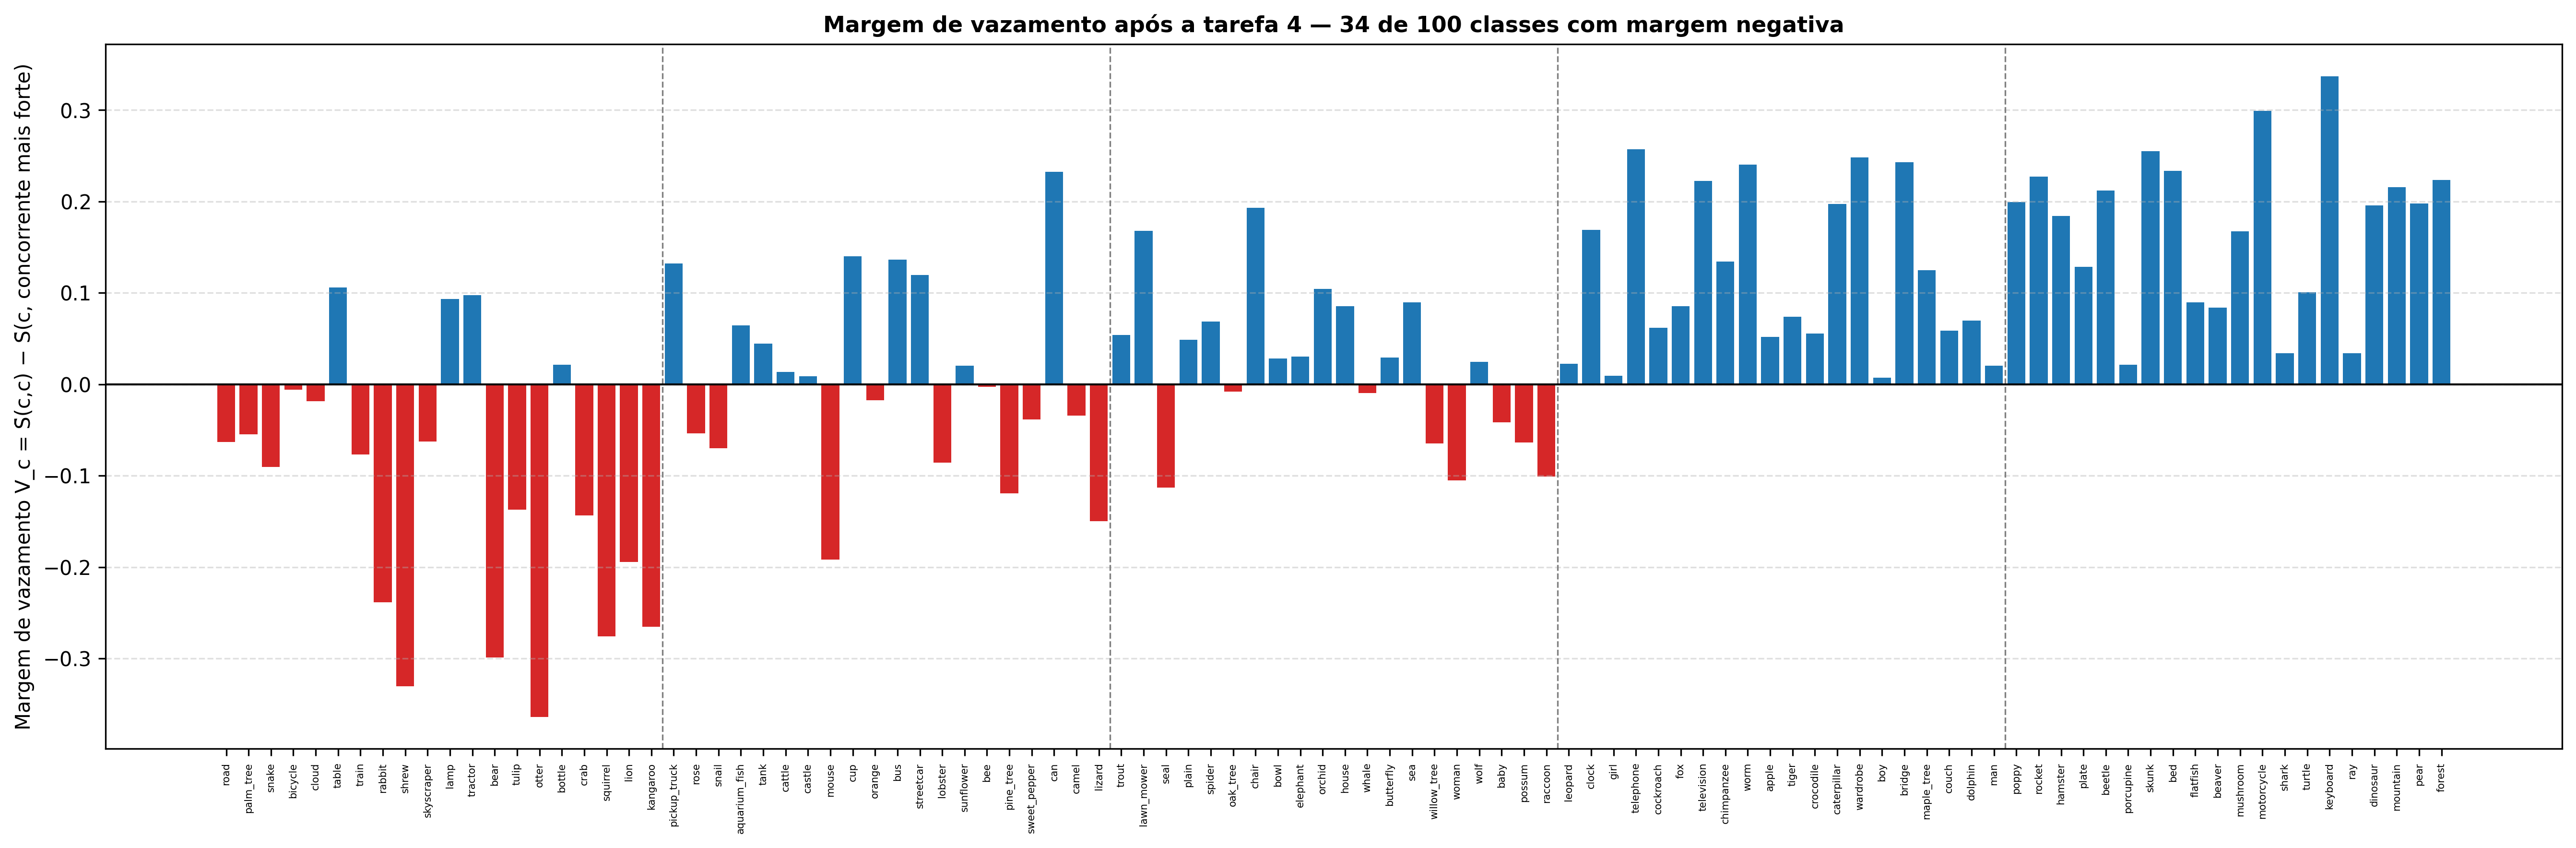 Margem de vazamento após a tarefa 4 — 34 de 100 classes com margem negativa
Margem de vazamento V_c = S(c,c) − S(c, concorrente mais forte)
0.3
0.2
0.1
0.0
−0.1
−0.2
−0.3
road
palm_tree
snake
bicycle
cloud
table
train
rabbit
shrew
skyscraper
lamp
tractor
bear
tulip
otter
bottle
crab
squirrel
lion
kangaroo
pickup_truck
rose
snail
aquarium_fish
tank
cattle
castle
mouse
cup
orange
bus
streetcar
lobster
sunflower
bee
pine_tree
sweet_pepper
can
camel
lizard
trout
lawn_mower
seal
plain
spider
oak_tree
chair
bowl
elephant
orchid
house
whale
butterfly
sea
willow_tree
woman
wolf
baby
possum
raccoon
leopard
clock
girl
telephone
cockroach
fox
television
chimpanzee
worm
apple
tiger
crocodile
caterpillar
wardrobe
boy
bridge
maple_tree
couch
dolphin
man
poppy
rocket
hamster
plate
beetle
porcupine
skunk
bed
flatfish
beaver
mushroom
motorcycle
shark
turtle
keyboard
ray
dinosaur
mountain
pear
forest